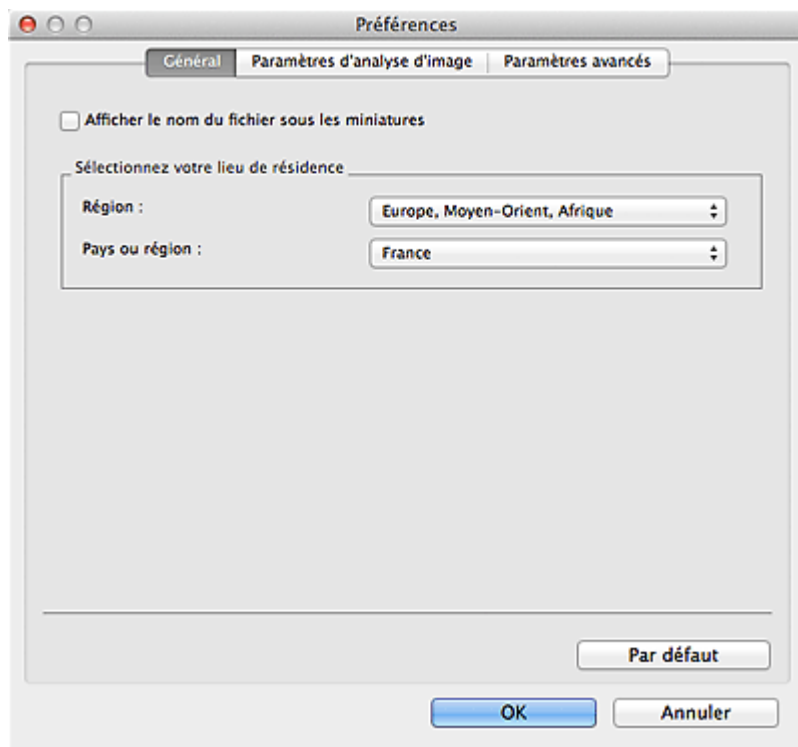 Préférences
Général Paramètres d'analyse d'image Paramètres avancés
Afficher le nom du fichier sous les miniatures
Sélectionnez votre lieu de résidence
Région : Europe, Moyen-Orient, Afrique
Pays ou région : France
Par défaut
OK Annuler